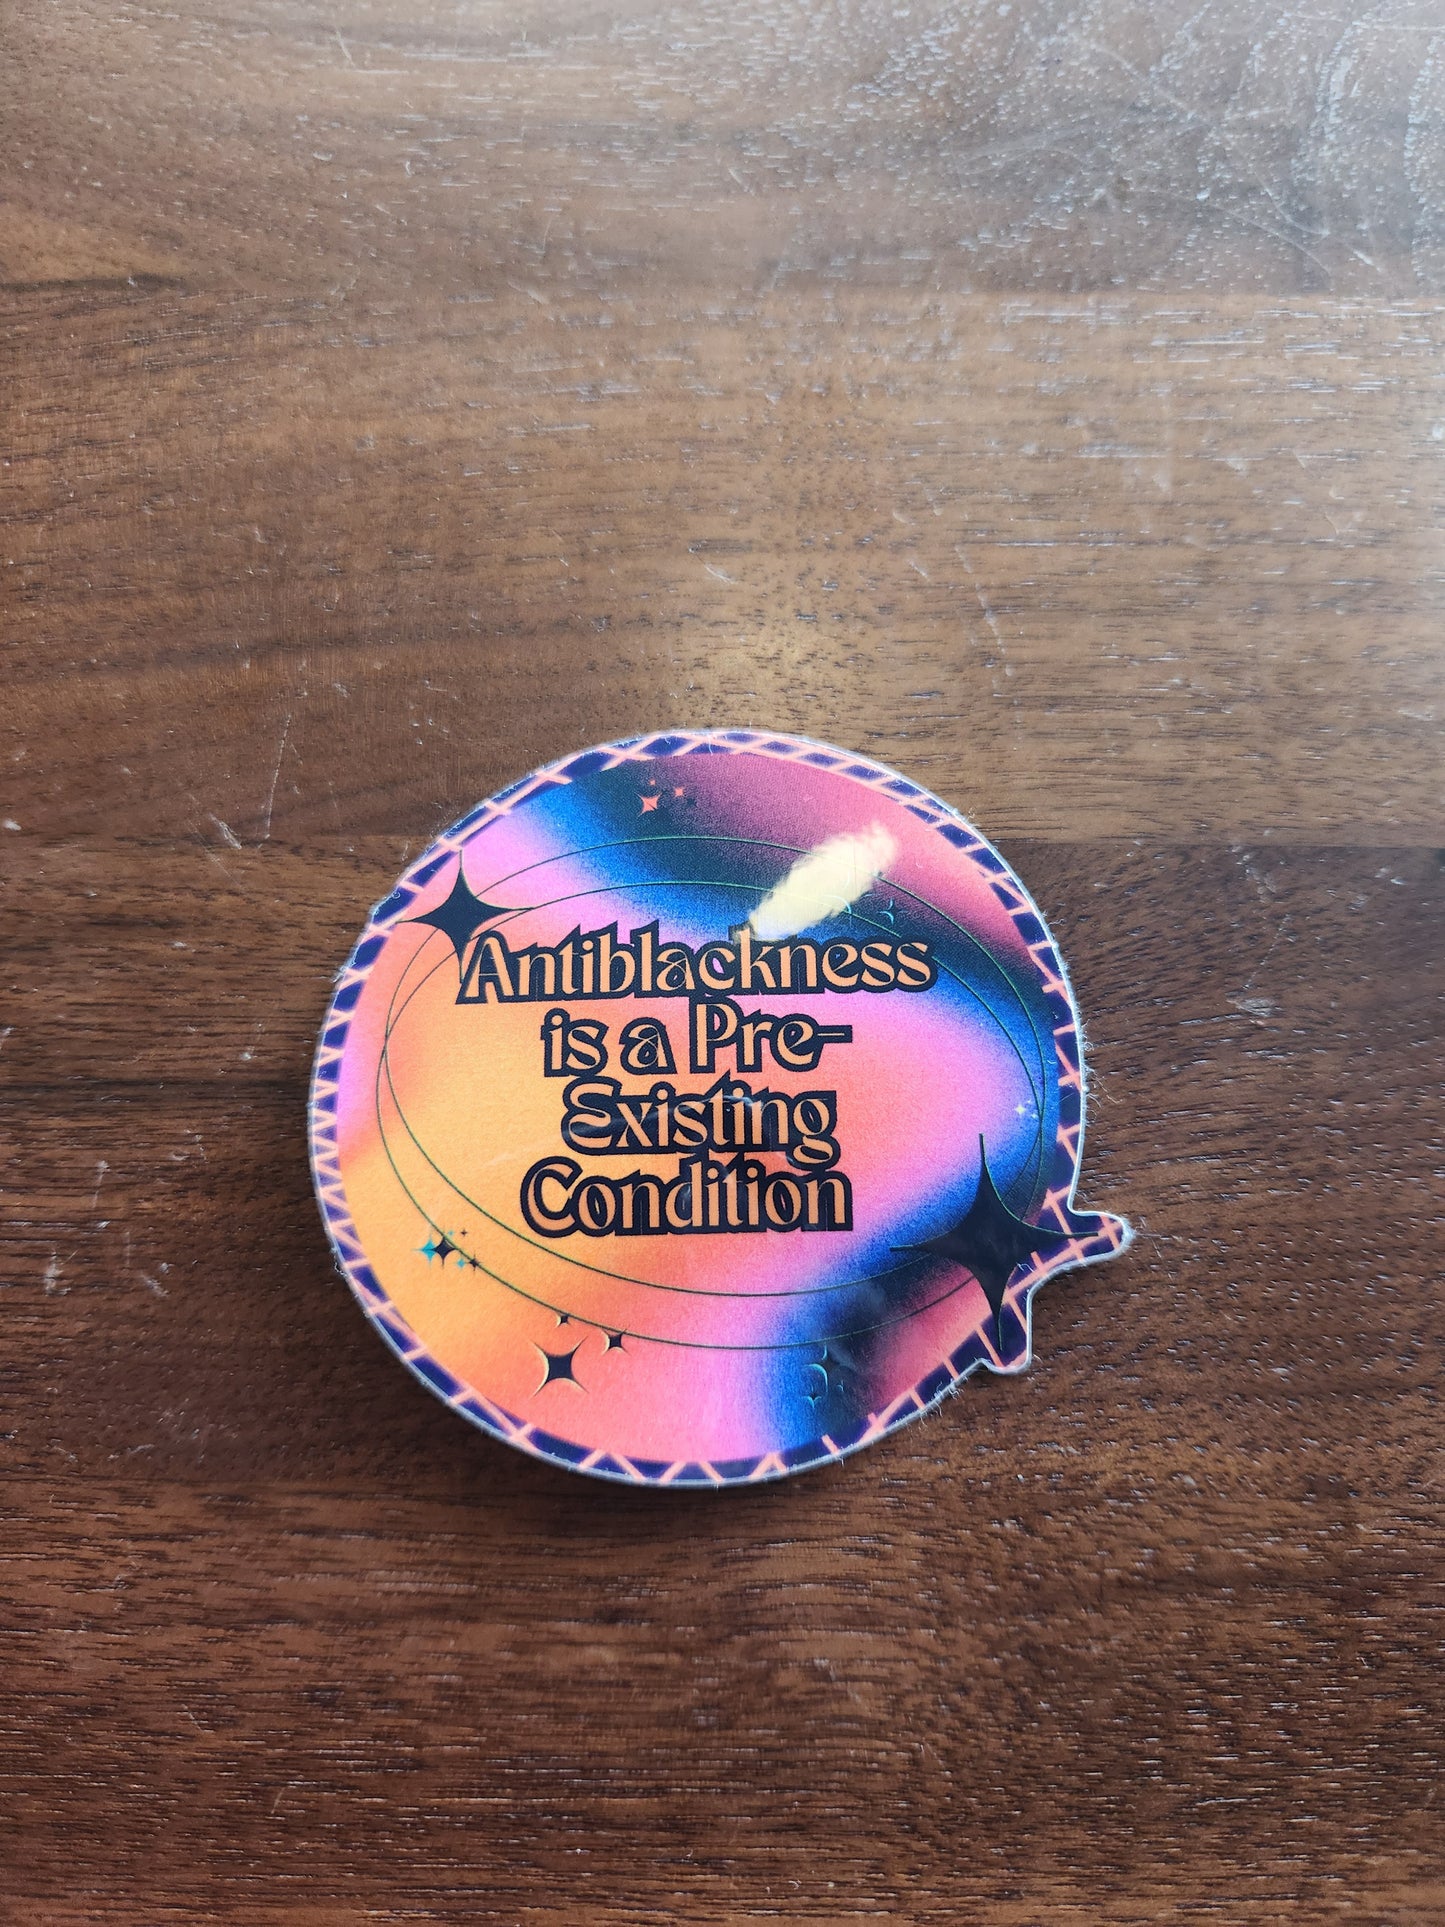 Antiblackness
is a Pre-
Existing
Condition